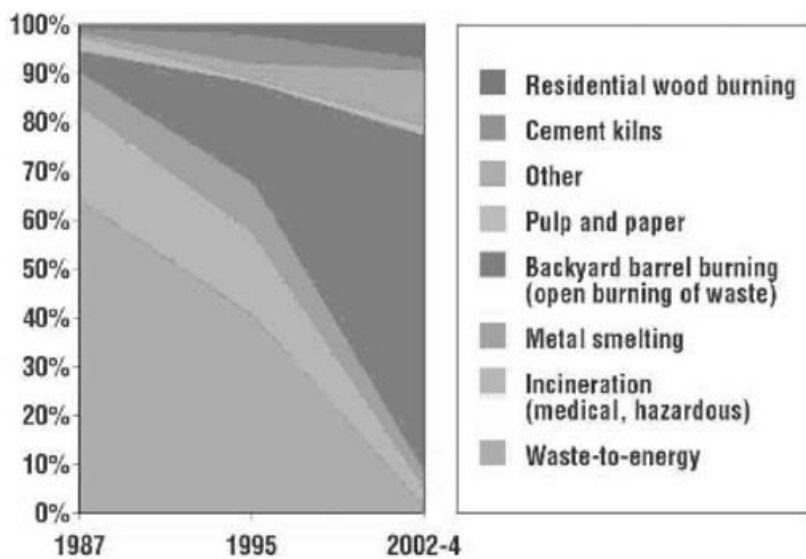 100%
90%
80%
70%
60%
50%
40%
30%
20%
10%
0%
1987 1995 2002-4
Residential wood burning
Cement kilns
Other
Pulp and paper
Backyard barrel burning
(open burning of waste)
Metal smelting
Incineration
(medical, hazardous)
Waste-to-energy